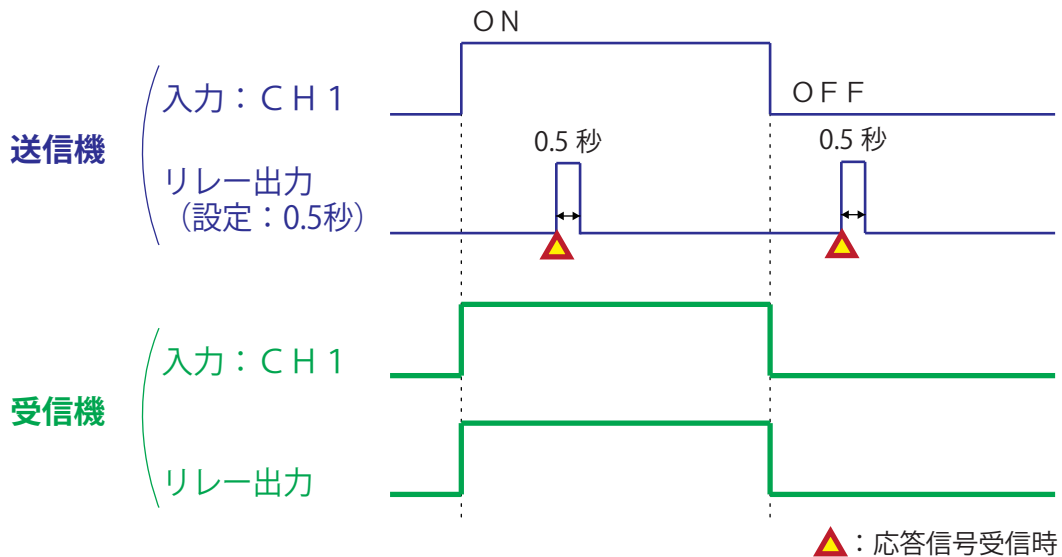 ＯＮ
入力：ＣＨ１
ＯＦＦ
送信機
0.5 秒
0.5 秒
リレー出力
（設定：0.5秒）
入力：ＣＨ１
受信機
リレー出力
：応答信号受信時